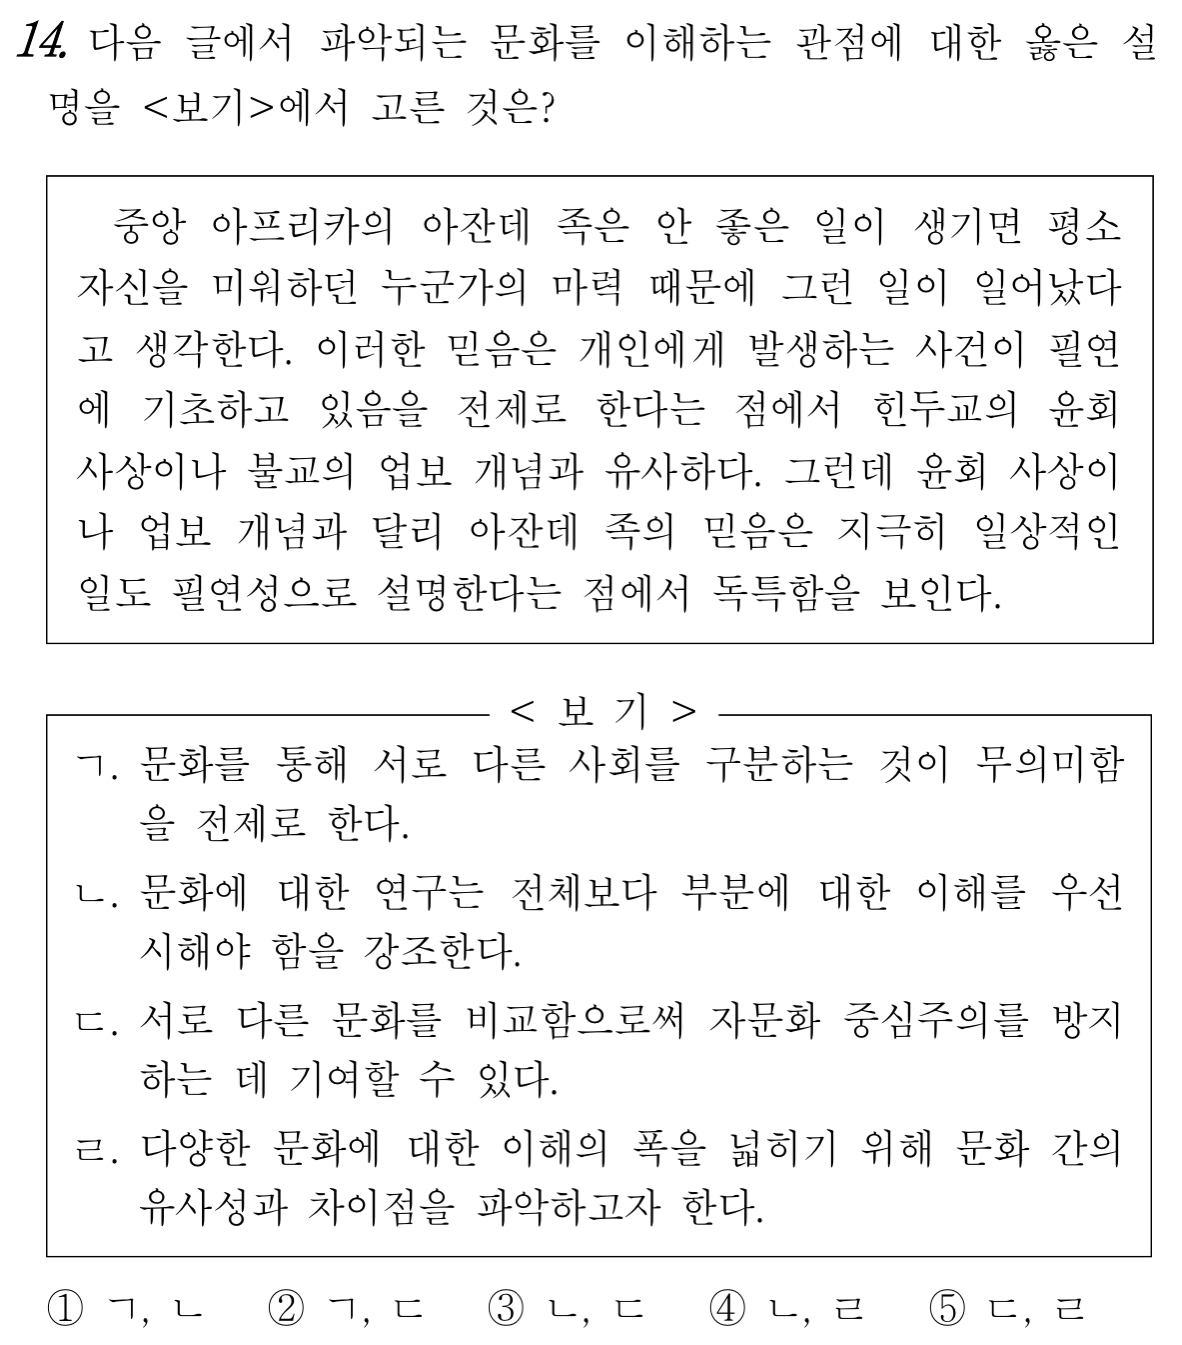 14. 다음 글에서 파악되는 문화를 이해하는 관점에 대한 옳은 설
명을 <보기>에서 고른 것은?
중앙 아프리카의 아잔데 족은 안 좋은 일이 생기면 평소
자신을 미워하던 누군가의 마력 때문에 그런 일이 일어났다
고 생각한다. 이러한 믿음은 개인에게 발생하는 사건이 필연
에 기초하고 있음을 전제로 한다는 점에서 힌두교의 윤회
사상이나 불교의 업보 개념과 유사하다. 그런데 윤회 사상이
나 업보 개념과 달리 아잔데 족의 믿음은 지극히 일상적인
일도 필연성으로 설명한다는 점에서 독특함을 보인다.
< 보 기 >
ㄱ. 문화를 통해 서로 다른 사회를 구분하는 것이 무의미함
을 전제로 한다.
ㄴ. 문화에 대한 연구는 전체보다 부분에 대한 이해를 우선
시해야 함을 강조한다.
ㄷ. 서로 다른 문화를 비교함으로써 자문화 중심주의를 방지
하는 데 기여할 수 있다.
ㄹ. 다양한 문화에 대한 이해의 폭을 넓히기 위해 문화 간의
유사성과 차이점을 파악하고자 한다.
① ㄱ, ㄴ ② ㄱ, ㄷ ③ ㄴ, ㄷ ④ ㄴ, ㄹ ⑤ ㄷ, ㄹ